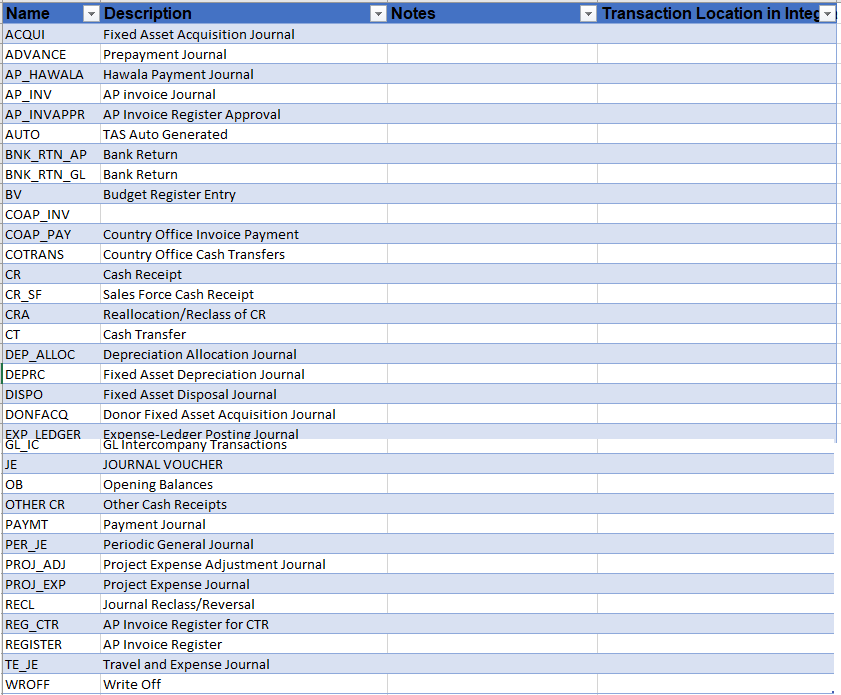 Name Description Notes Transaction Location in Integ
ACQUI Fixed Asset Acquisition Journal
ADVANCE Prepayment Journal
AP_HAWALA Hawala Payment Journal
AP_INV AP invoice Journal
AP_INVAPPR AP Invoice Register Approval
AUTO TAS Auto Generated
BNK_RTN_AP Bank Return
BNK_RTN_GL Bank Return
BV Budget Register Entry
COAP_INV
COAP_PAY Country Office Invoice Payment
COTRANS Country Office Cash Transfers
CR Cash Receipt
CR_SF Sales Force Cash Receipt
CRA Reallocation/Reclass of CR
CT Cash Transfer
DEP_ALLOC Depreciation Allocation Journal
DEPRC Fixed Asset Depreciation Journal
DISPO Fixed Asset Disposal Journal
DONFACQ Donor Fixed Asset Acquisition Journal
EXP_LEDGER Expense-Ledger Posting Journal
GL_IC GL Intercompany Transactions
JE JOURNAL VOUCHER
OB Opening Balances
OTHER CR Other Cash Receipts
PAYMT Payment Journal
PER_JE Periodic General Journal
PROJ_ADJ Project Expense Adjustment Journal
PROJ_EXP Project Expense Journal
RECL Journal Reclass/Reversal
REG_CTR AP Invoice Register for CTR
REGISTER AP Invoice Register
TE_JE Travel and Expense Journal
WROFF Write Off